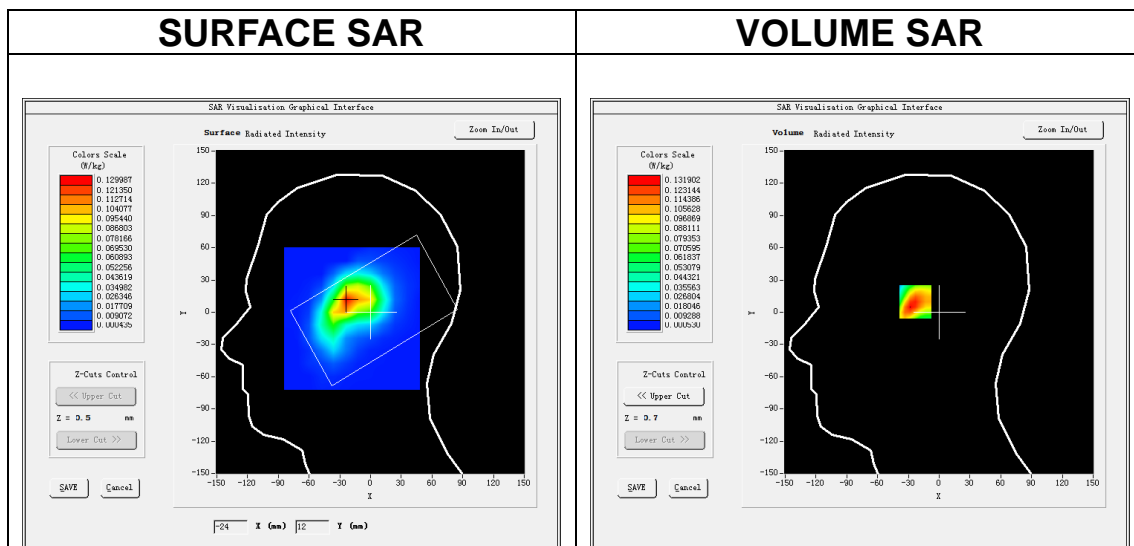 SURFACE SAR
VOLUME SAR
SAR Visualisation Graphical Interface
Surface Radiated Intensity
Zoom In/Out
Colors Scale
(W/kg)
0.129987
0.121350
0.112714
0.104077
0.095440
0.086803
0.078166
0.069530
0.060893
0.052256
0.043619
0.034982
0.026346
0.017709
0.009072
0.000435
150
120
90
60
30
0
-30
-60
-90
-120
-150
Y
-150 -120 -90 -60 -30 0 30 60 90 120 150
X
Z-Cuts Control
<< Upper Cut
Z = 0.5 mm
Lower Cut >>
SAVE Cancel
-24 X (mm) 12 Y (mm)
SAR Visualisation Graphical Interface
Volume Radiated Intensity
Zoom In/Out
Colors Scale
(W/kg)
0.131902
0.123144
0.114386
0.105628
0.096869
0.088111
0.079353
0.070595
0.061837
0.053079
0.044321
0.035563
0.026804
0.018046
0.009288
0.000530
150
120
90
60
30
0
-30
-60
-90
-120
-150
Y
-150 -120 -90 -60 -30 0 30 60 90 120 150
X
Z-Cuts Control
<< Upper Cut
Z = 0.7 mm
Lower Cut >>
SAVE Cancel